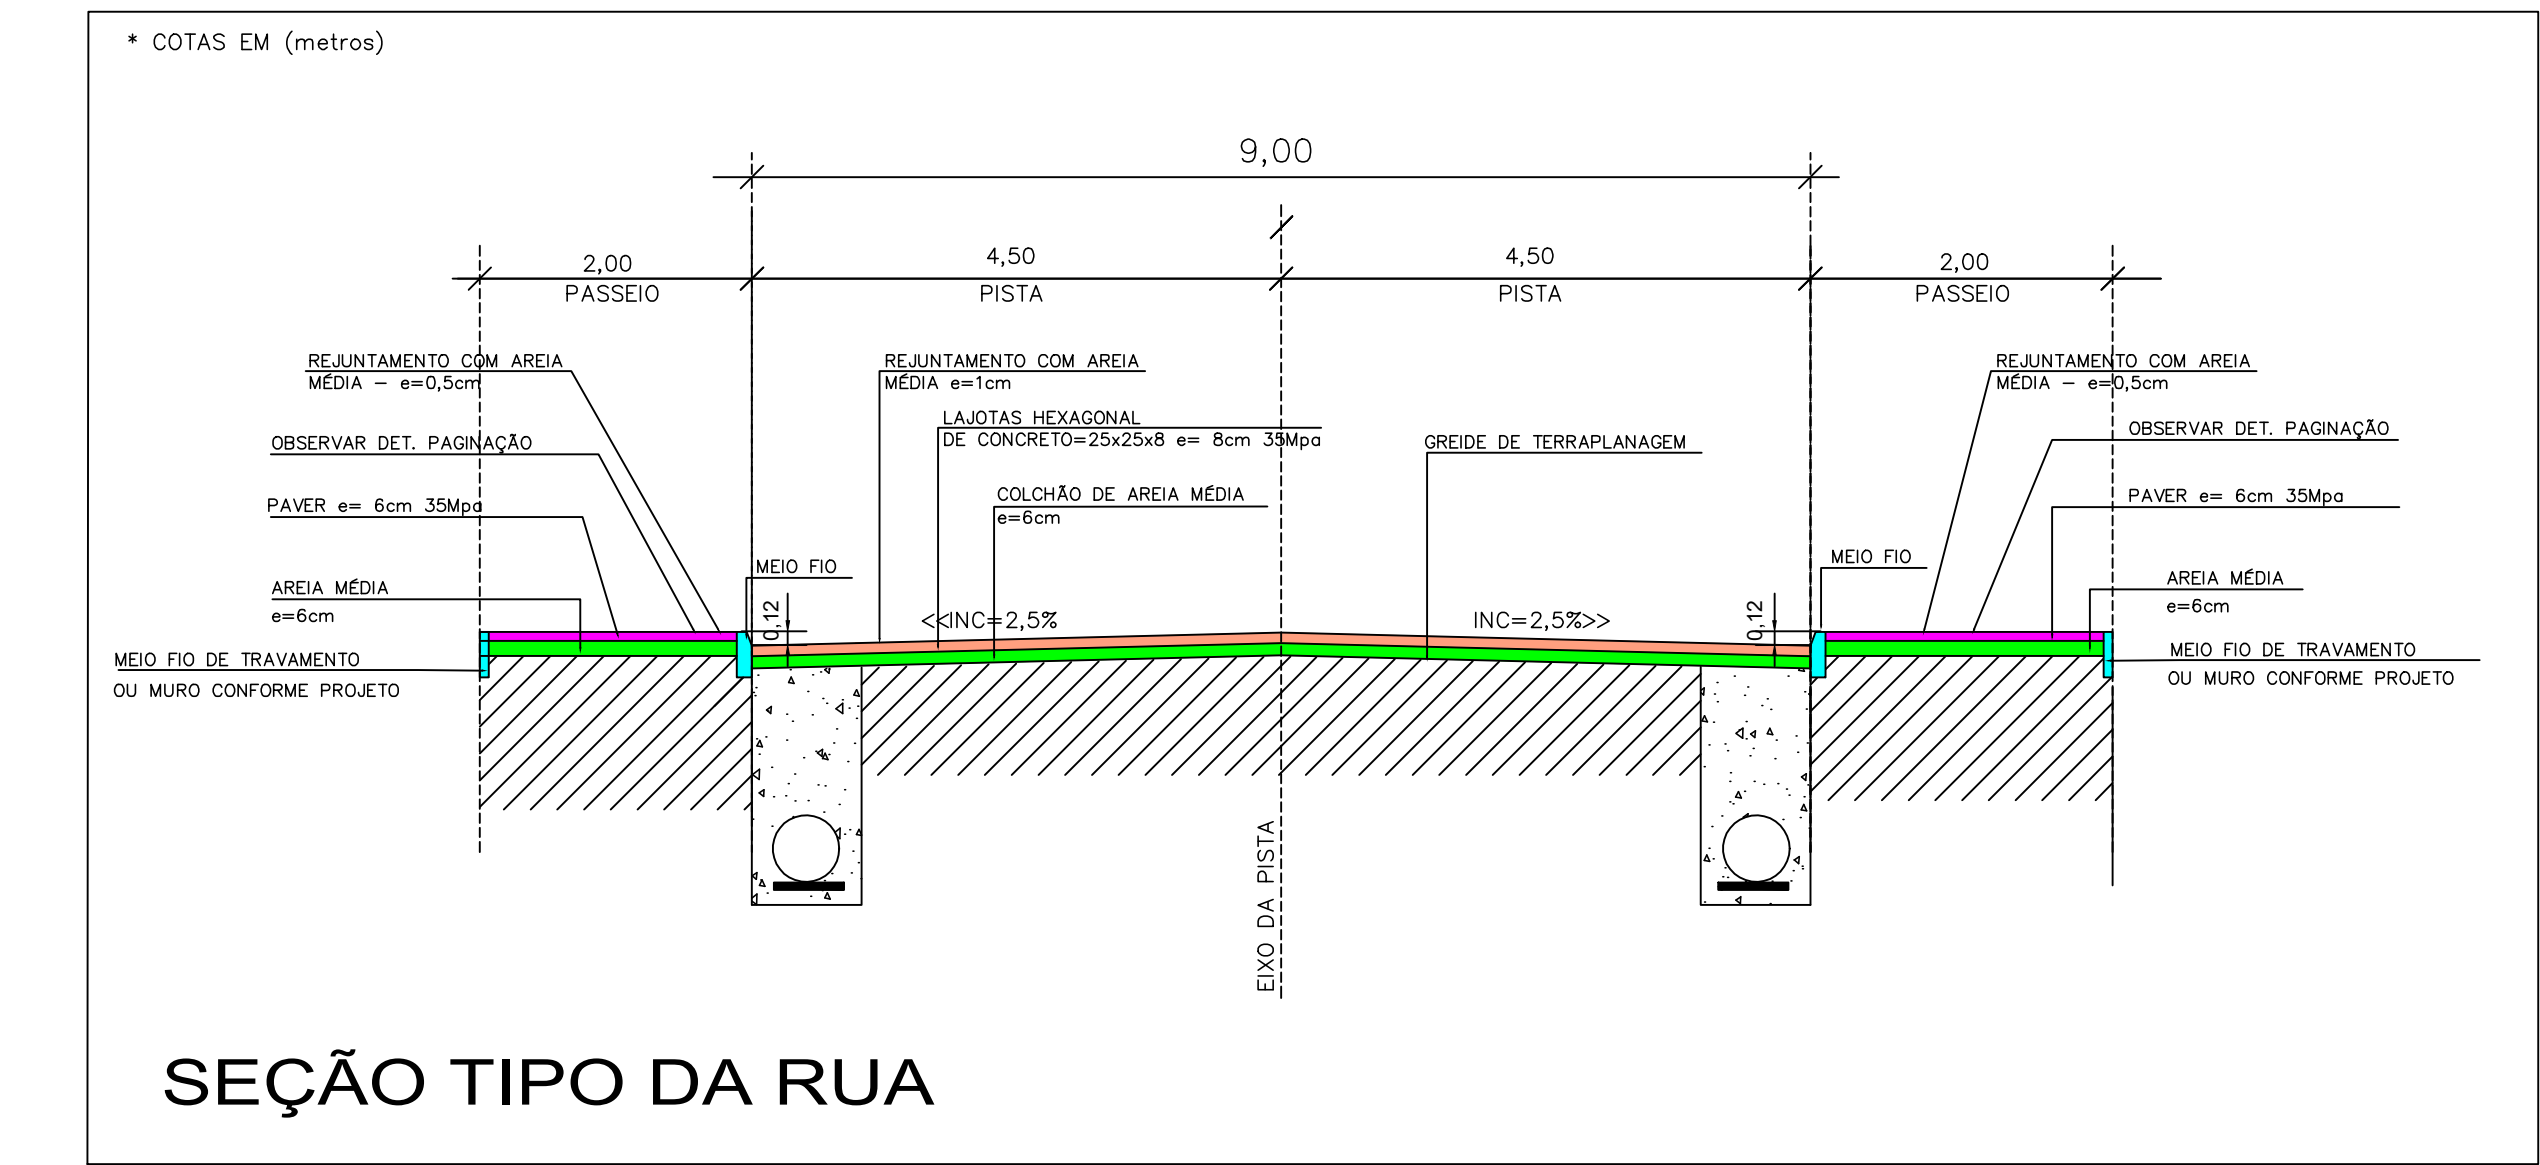 * COTAS EM (metros)
9,00
2,00
PASSEIO
4,50
PISTA
4,50
PISTA
2,00
PASSEIO
REJUNTAMENTO COM AREIA
MÉDIA - e=0,5cm
OBSERVAR DET. PAGINAÇÃO
PAVER e= 6cm 35Mpa
AREIA MÉDIA
e=6cm
MEIO FIO DE TRAVAMENTO
OU MURO CONFORME PROJETO
MEIO FIO
0,12
REJUNTAMENTO COM AREIA
MÉDIA e=1cm
LAJOTAS HEXAGONAL
DE CONCRETO=25x25x8 e= 8cm 35Mpa
COLCHÃO DE AREIA MÉDIA
e=6cm
<<INC=2,5%
GREIDE DE TERRAPLANAGEM
INC=2,5%>>
0,12
MEIO FIO
REJUNTAMENTO COM AREIA
MÉDIA - e=0,5cm
OBSERVAR DET. PAGINAÇÃO
PAVER e= 6cm 35Mpa
AREIA MÉDIA
e=6cm
MEIO FIO DE TRAVAMENTO
OU MURO CONFORME PROJETO
EIXO DA PISTA
SEÇÃO TIPO DA RUA